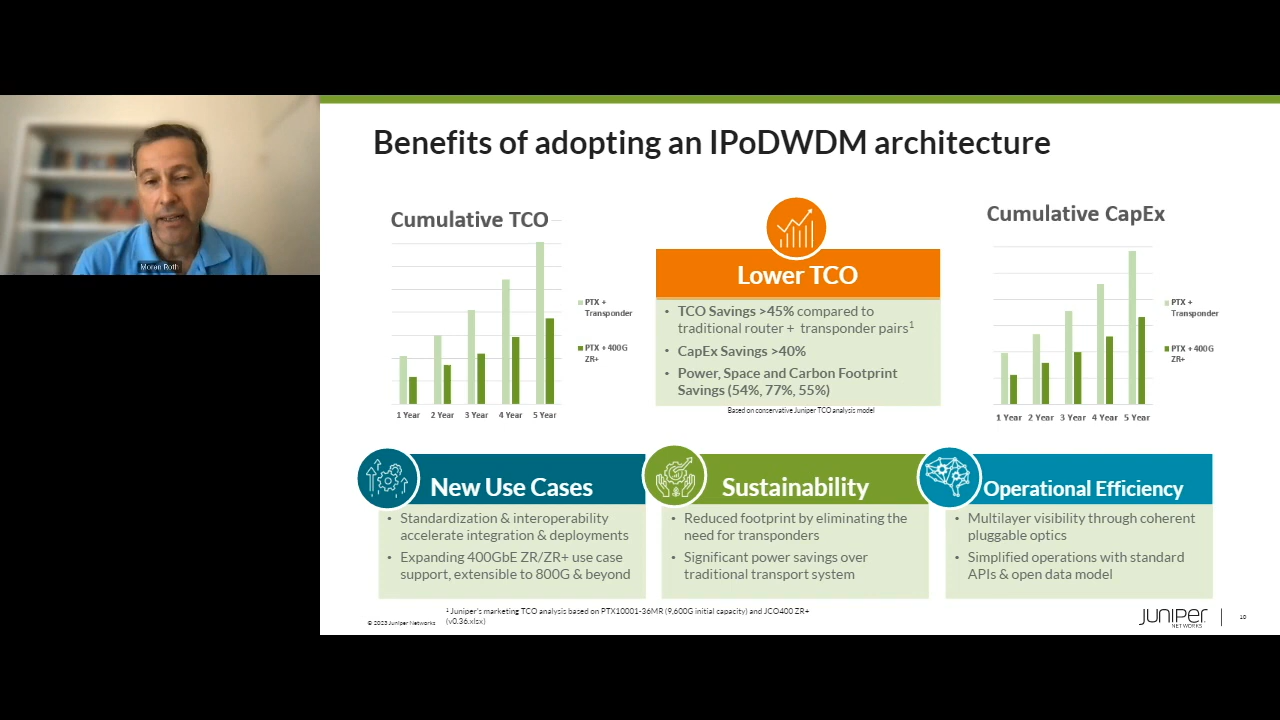 Benefits of adopting an IPoDWDM architecture
Moran Roth
Cumulative TCO
PTX +
Transponder
PTX + 400G
ZR+
1 Year 2 Year 3 Year 4 Year 5 Year
Lower TCO
• TCO Savings >45% compared to
traditional router + transponder pairs1
• CapEx Savings >40%
• Power, Space and Carbon Footprint
Savings (54%, 77%, 55%)
Based on conservative Juniper TCO analysis model
Cumulative CapEx
PTX +
Transponder
PTX + 400G
ZR+
1 Year 2 Year 3 Year 4 Year 5 Year
New Use Cases
• Standardization & interoperability
accelerate integration & deployments
• Expanding 400GbE ZR/ZR+ use case
support, extensible to 800G & beyond
Sustainability
• Reduced footprint by eliminating the
need for transponders
• Significant power savings over
traditional transport system
Operational Efficiency
• Multilayer visibility through coherent
pluggable optics
• Simplified operations with standard
APIs & open data model
1 Juniper's marketing TCO analysis based on PTX10001-36MR (9,600G initial capacity) and JCO400 ZR+
(v0.36.xlsx)
© 2023 Juniper Networks
JUNIPER
NETWORKS
10